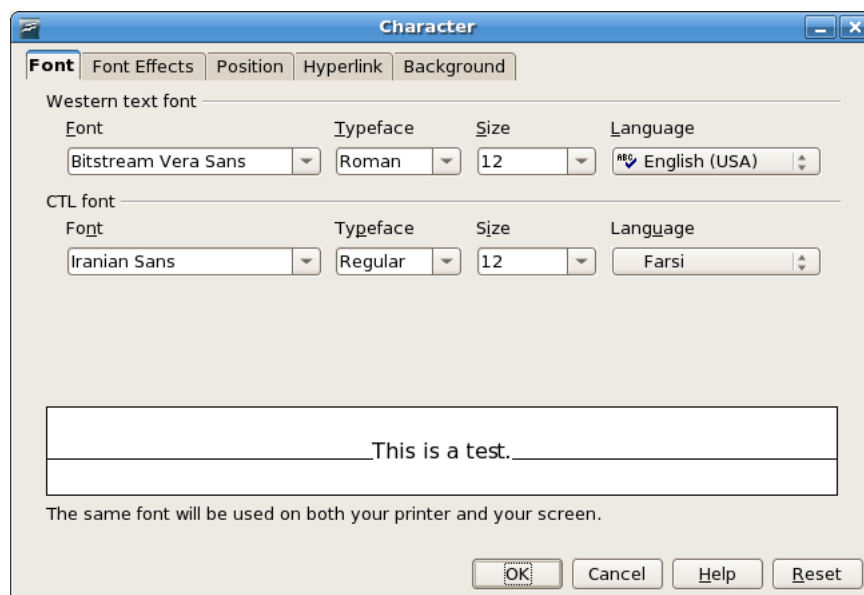 Character
Font Font Effects Position Hyperlink Background
Western text font
Font Typeface Size Language
Bitstream Vera Sans Roman 12 ABC English (USA)
CTL font
Font Typeface Size Language
Iranian Sans Regular 12 Farsi
This is a test.
The same font will be used on both your printer and your screen.
OK Cancel Help Reset